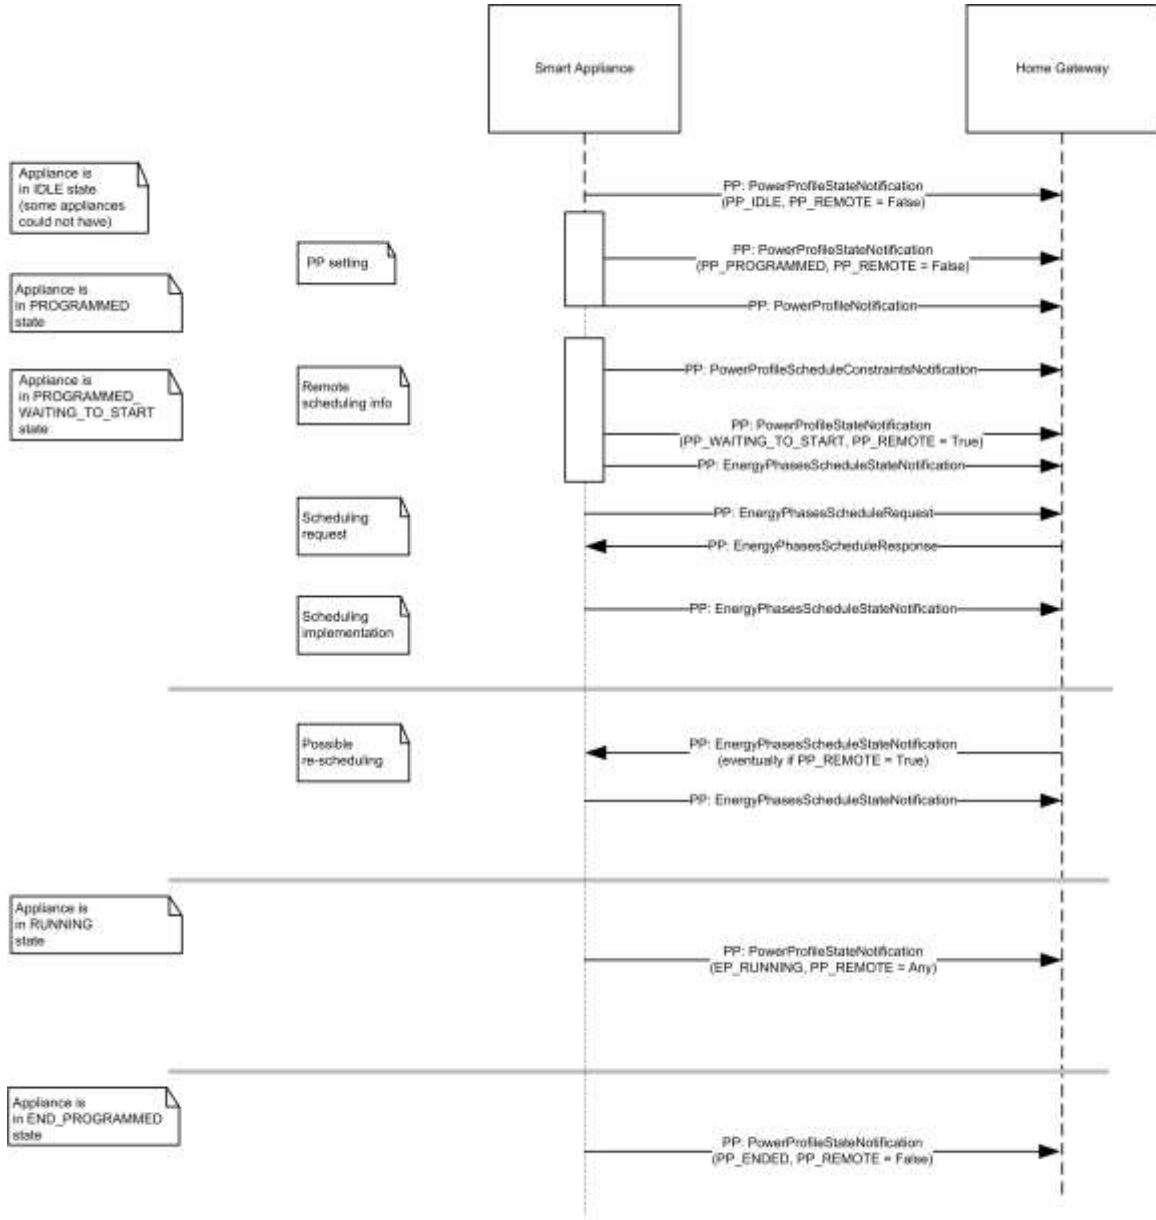 Smart Appliance
Home Gateway
Appliance is
in IDLE state
(some appliances
could not have)
PP: PowerProfileStateNotification
(PP_IDLE, PP_REMOTE = False)
PP setting
PP: PowerProfileStateNotification
(PP_PROGRAMMED, PP_REMOTE = False)
Appliance is
in PROGRAMMED
state
PP: PowerProfileNotification
Appliance is
in PROGRAMMED_
WAITING_TO_START
state
Remote
scheduling info
PP: PowerProfileScheduleConstraintsNotification
PP: PowerProfileStateNotification
(PP_WAITING_TO_START, PP_REMOTE = True)
PP: EnergyPhasesScheduleStateNotification
Scheduling
request
PP: EnergyPhasesScheduleRequest
PP: EnergyPhasesScheduleResponse
Scheduling
implementation
PP: EnergyPhasesScheduleStateNotification
Possible
re-scheduling
PP: EnergyPhasesScheduleStateNotification
(eventually if PP_REMOTE = True)
PP: EnergyPhasesScheduleStateNotification
Appliance is
in RUNNING
state
PP: PowerProfileStateNotification
(EP_RUNNING, PP_REMOTE = Any)
Appliance is
in END_PROGRAMMED
state
PP: PowerProfileStateNotification
(PP_ENDED, PP_REMOTE = False)